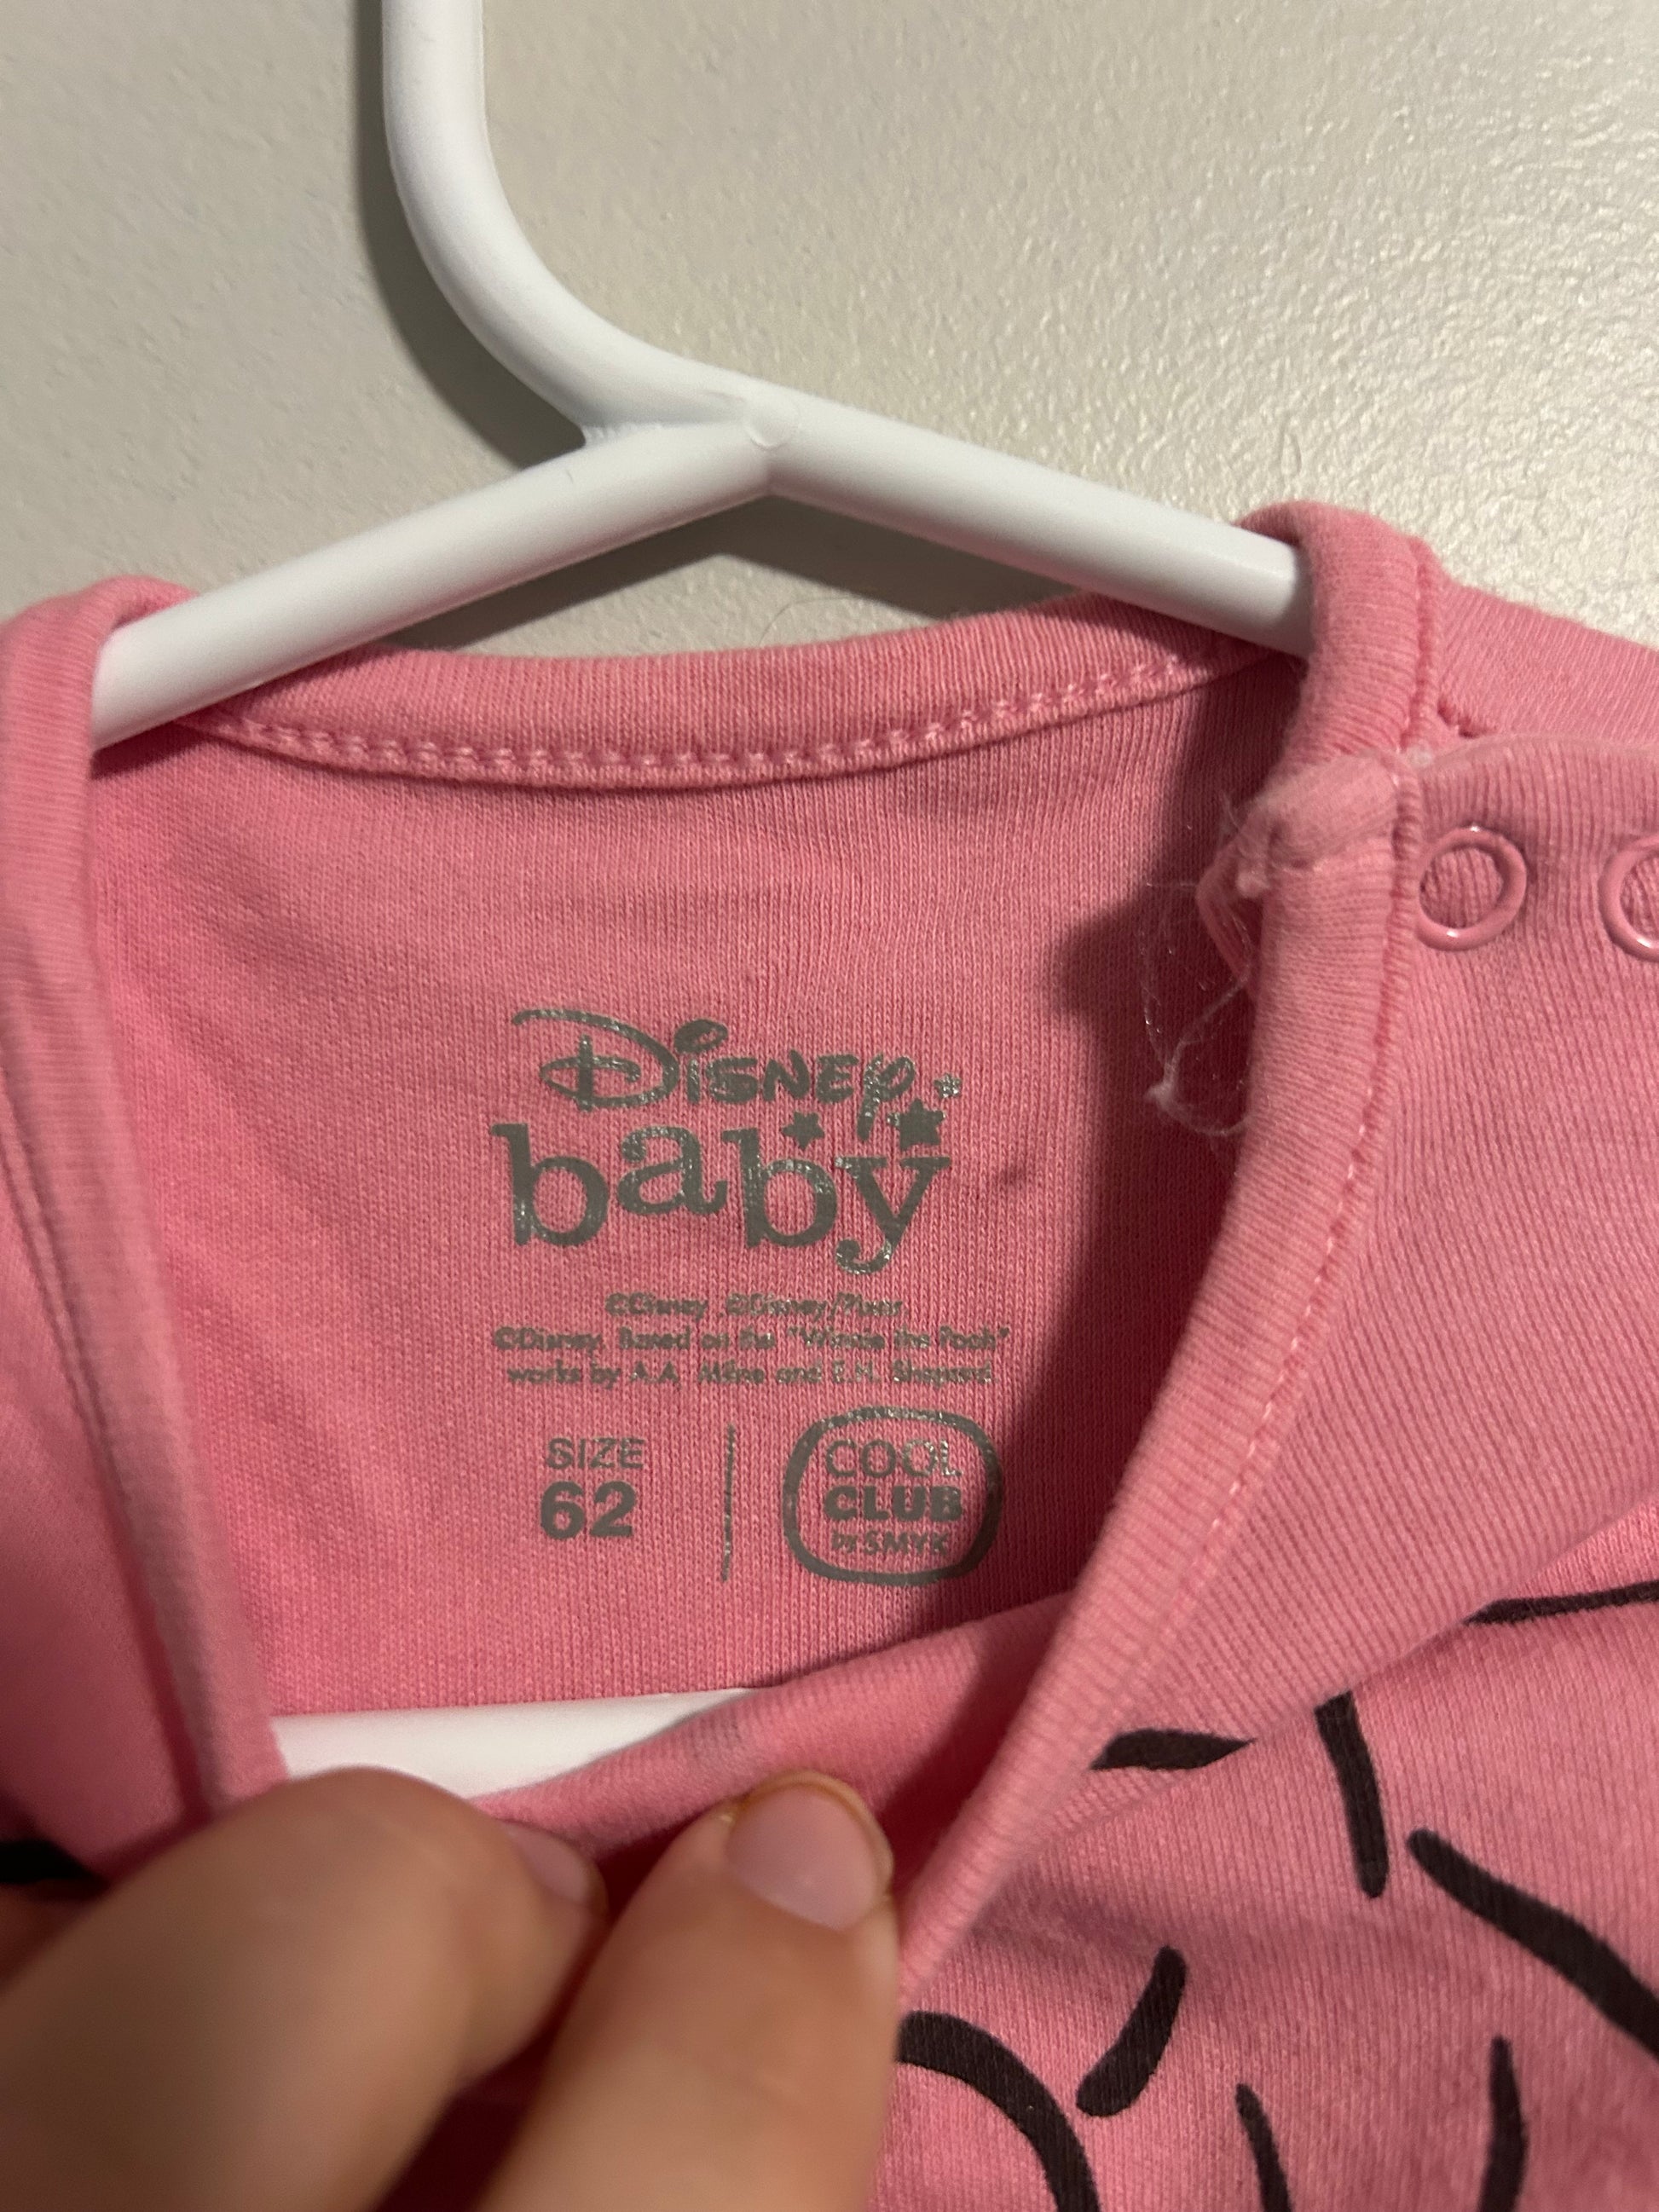 Disney
baby
©Disney ©Disney/Pixar
©Disney. Based on the "Winnie the Pooh"
works by A.A. Milne and E.H. Shepard
SIZE
62
COOL
CLUB
BY SMYK